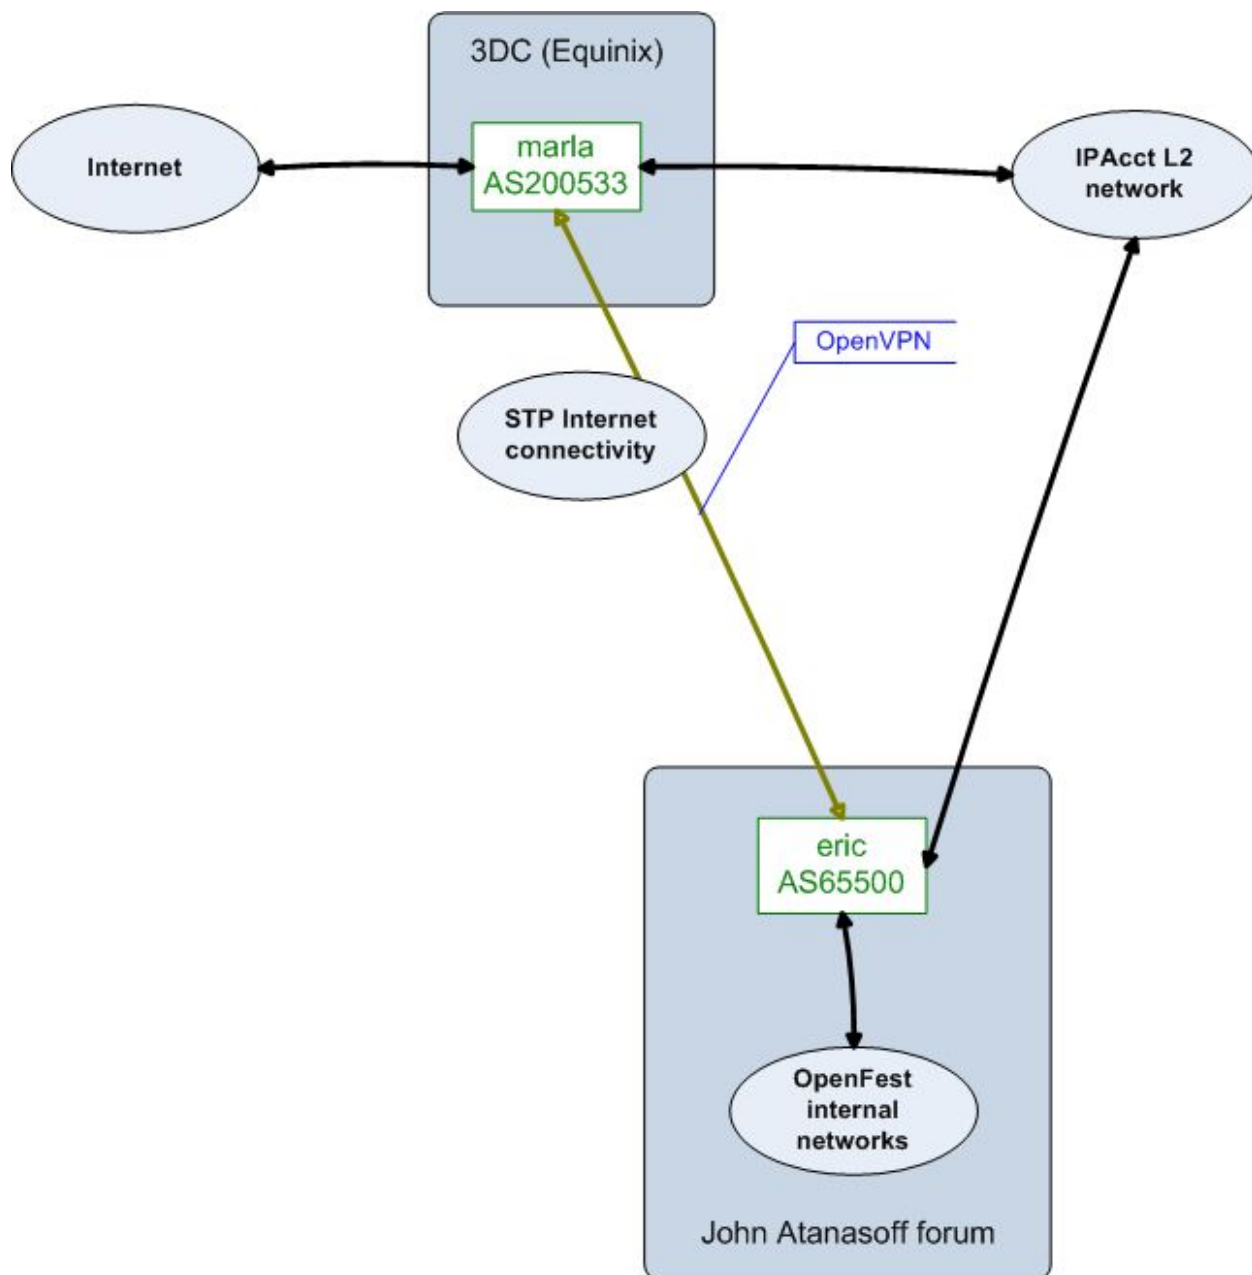 3DC (Equinix)
Internet
marla
AS200533
IPAcct L2
network
OpenVPN
STP Internet
connectivity
eric
AS65500
OpenFest
internal
networks
John Atanasoff forum